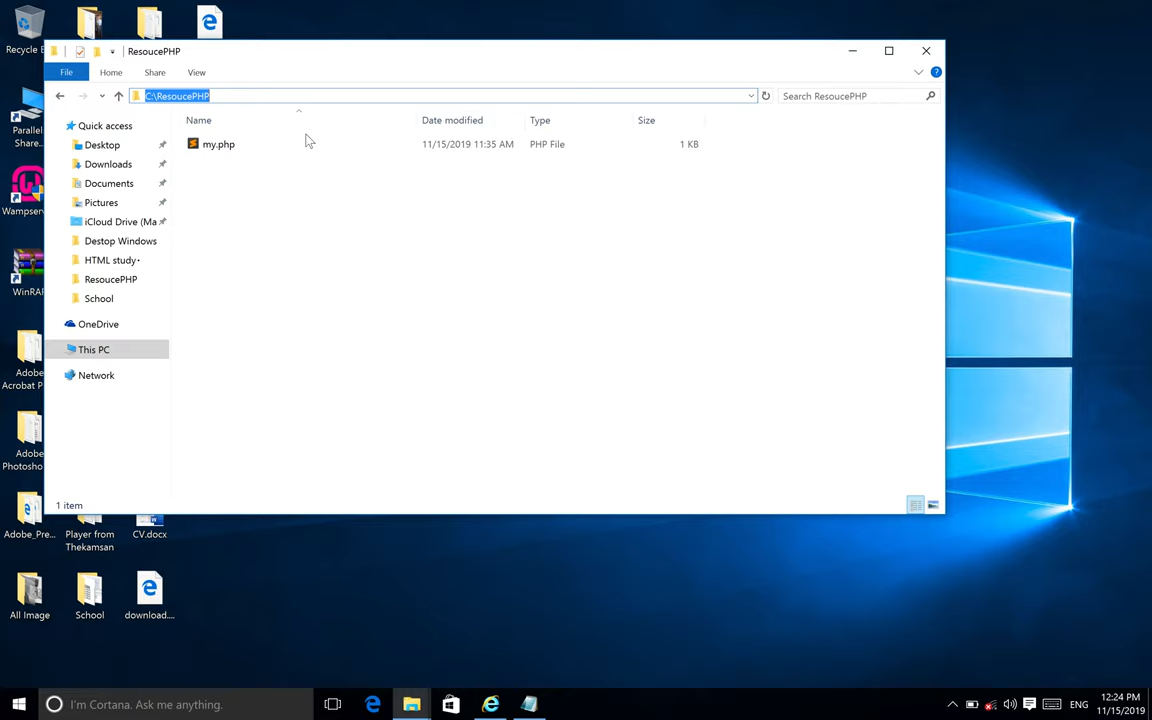 Recycle
ResoucePHP
File Home Share View
C:\ResoucePHP
Search ResoucePHP
Name Date modified Type Size
my.php 11/15/2019 11:35 AM PHP File 1 KB
Quick access
Desktop
Downloads
Documents
Pictures
iCloud Drive (Ma
Destop Windows
HTML study•
ResoucePHP
School
OneDrive
This PC
Network
1 item
Parallel
Share...
Wampserv
WinRAR
Adobe
Acrobat P
Adobe
Photosho
Adobe_Pre...
Player from
Thekamsan
CV.docx
All Image
School
download....
I'm Cortana. Ask me anything.
ENG
12:24 PM
11/15/2019